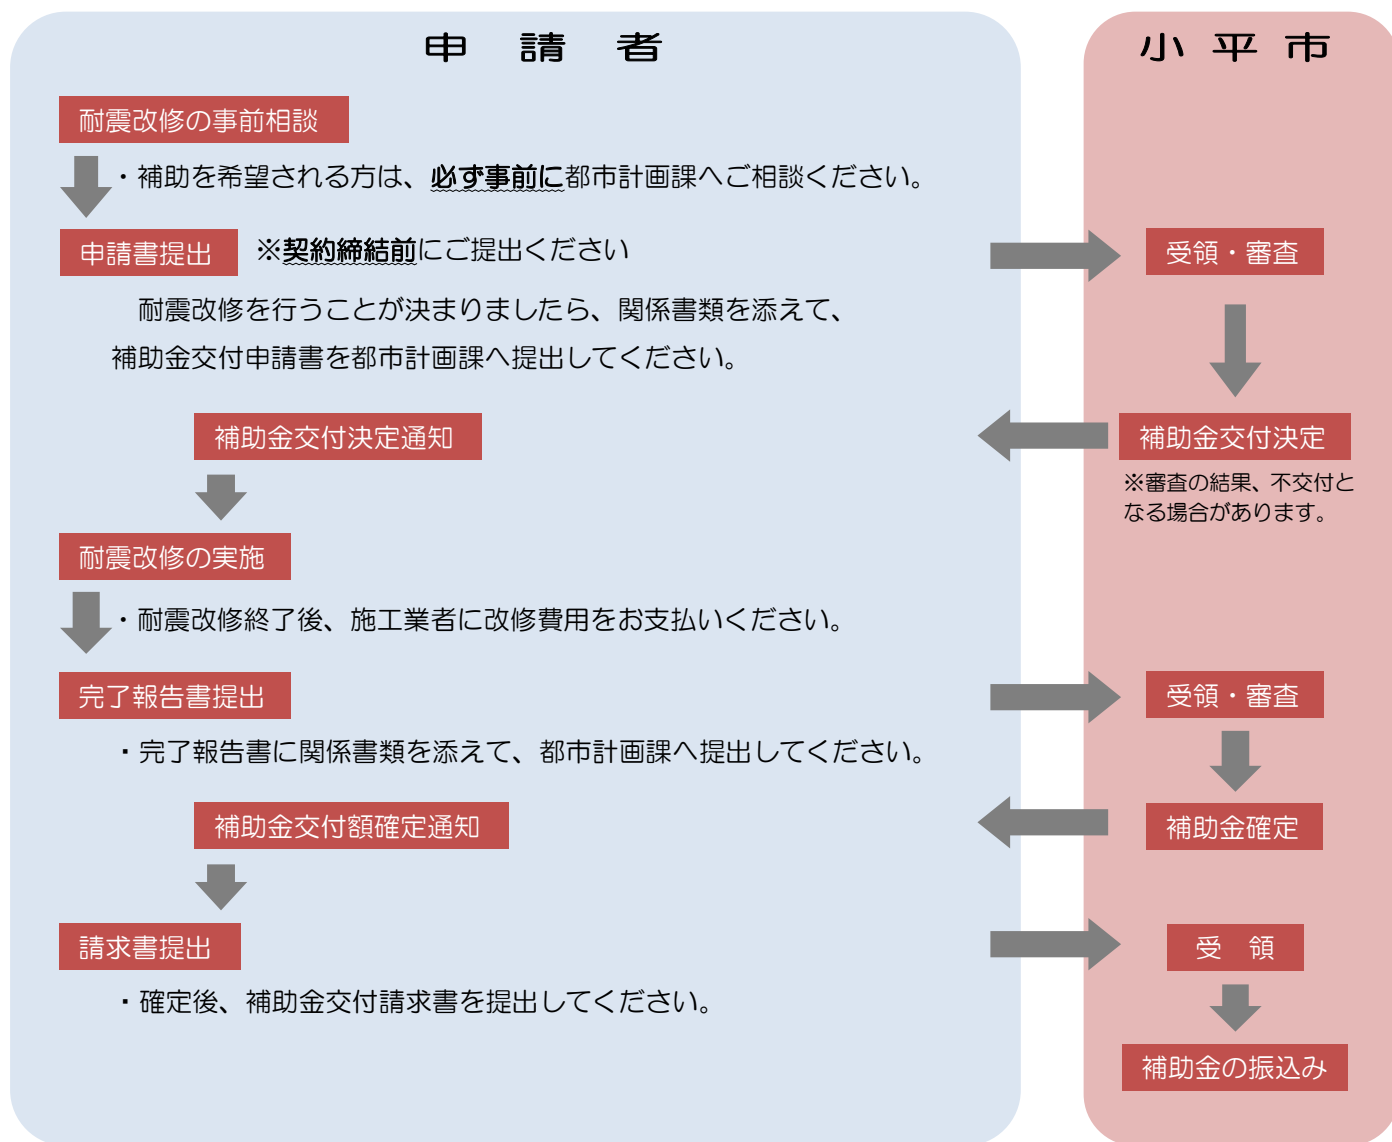 申請者
小平市
耐震改修の事前相談
・補助を希望される方は、必ず事前に都市計画課へご相談ください。
申請書提出
※契約締結前にご提出ください
受領・審査
耐震改修を行うことが決まりましたら、関係書類を添えて、
補助金交付申請書を都市計画課へ提出してください。
補助金交付決定通知
補助金交付決定
※審査の結果、不交付と
なる場合があります。
耐震改修の実施
・耐震改修終了後、施工業者に改修費用をお支払いください。
完了報告書提出
受領・審査
・完了報告書に関係書類を添えて、都市計画課へ提出してください。
補助金交付額確定通知
補助金確定
請求書提出
受　領
・確定後、補助金交付請求書を提出してください。
補助金の振込み